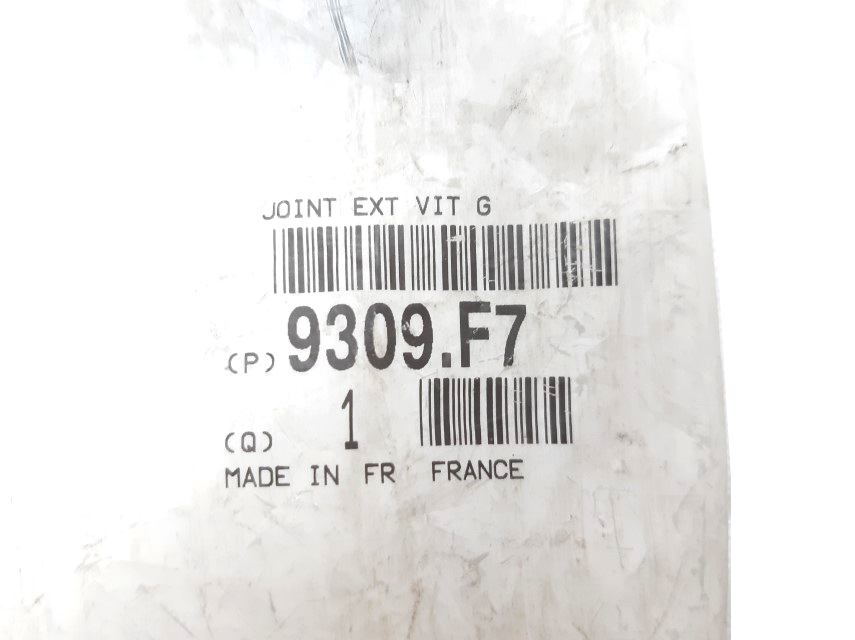 JOINT EXT VIT G
(P) 9309.F7
(Q) 1
MADE IN FR FRANCE